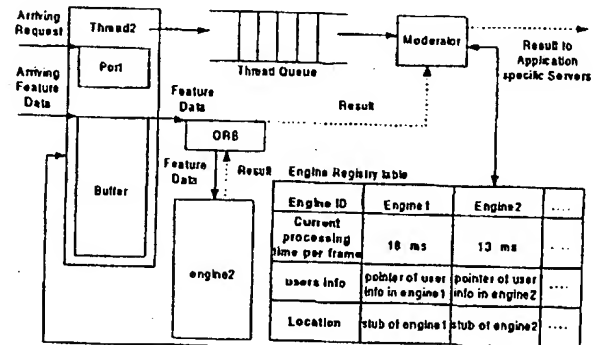 Arriving
Request
Thread2
Port
Thread Queue
Moderator
Result to
Application
specific Servers
Arriving
Feature
Data
Feature
Data
Result
ORB
Feature
Data
Result
Buffer
engine2
Engine Registry table
Engine ID
Engine1
Engine2
....
Current
processing
time per frame
18 ms
13 ms
....
users info
pointer of user
info in engine1
pointer of user
info in engine2
....
Location
stub of engine1
stub of engine2
....